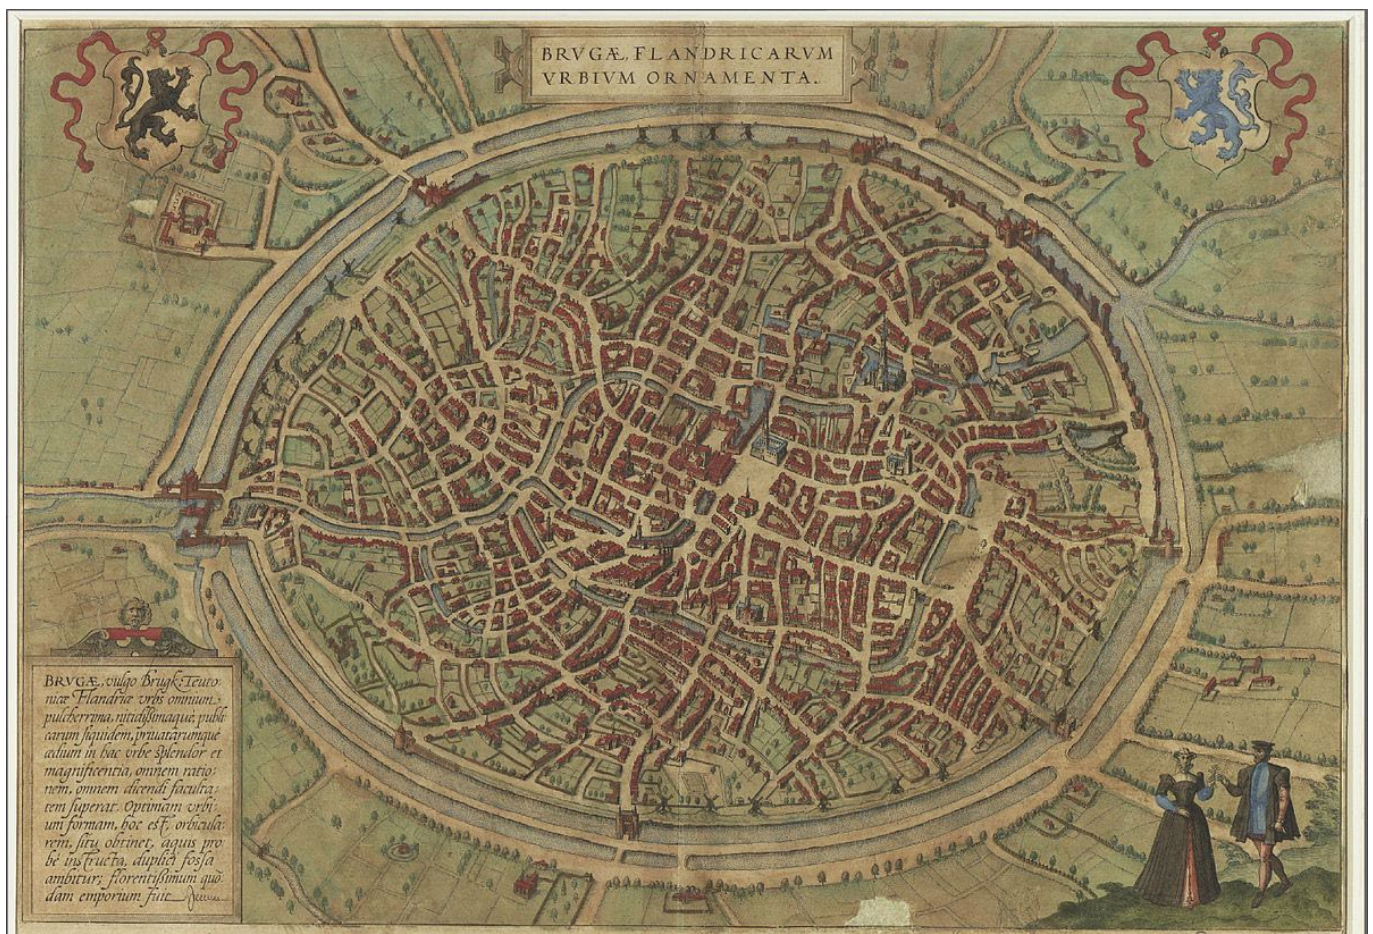 BRVGÆ, FLANDRICARVM
VRBIVM ORNAMENTA.
BRVGÆ, vulgo Brugk Teuto-
nicæ Flandriæ vrbs omnium
pulcherrima, nitidißimaque, publi
carum siquidem, priuatarumque
ædium in hac vrbe splendor et
magnificentia, omnem ratio-
nem, omnem dicendi faculta-
tem superat. Optimam vrbi-
um formam, hoc est, orbicula-
rem, situ obtinet, aquis pro
be instructa, duplici fossa
ambitur; florentißimum quō-
dam emporium fuit